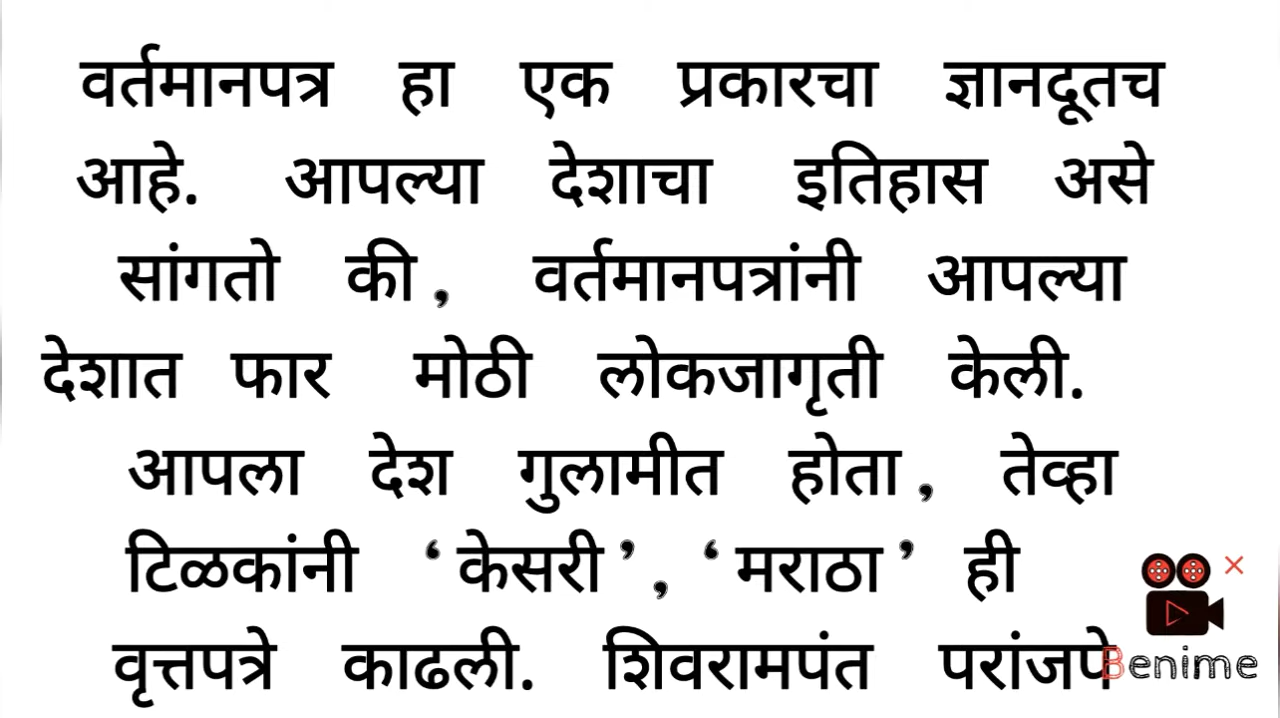 वर्तमानपत्र हा एक प्रकारचा ज्ञानदूतच
आहे. आपल्या देशाचा इतिहास असे
सांगतो की, वर्तमानपत्रांनी आपल्या
देशात फार मोठी लोकजागृती केली.
आपला देश गुलामीत होता, तेव्हा
टिळकांनी ‘केसरी’, ‘मराठा’ ही
वृत्तपत्रे काढली. शिवरामपंत परांजपे
Benime